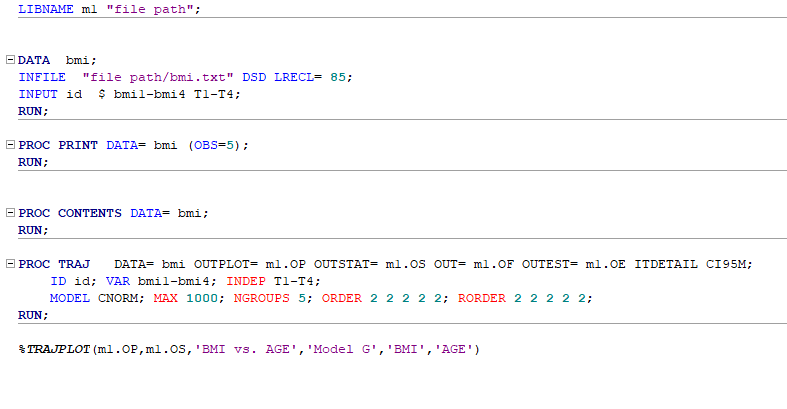 LIBNAME m1 "file path";
DATA bmi;
INFILE "file path/bmi.txt" DSD LRECL= 85;
INPUT id $ bmi1-bmi4 T1-T4;
RUN;
PROC PRINT DATA= bmi (OBS=5);
RUN;
PROC CONTENTS DATA= bmi;
RUN;
PROC TRAJ DATA= bmi OUTPLOT= m1.OP OUTSTAT= m1.OS OUT= m1.OF OUTEST= m1.OE ITDETAIL CI95M;
ID id; VAR bmi1-bmi4; INDEP T1-T4;
MODEL CNORM; MAX 1000; NGROUPS 5; ORDER 2 2 2 2 2; RORDER 2 2 2 2 2;
RUN;
%TRAJPLOT(m1.OP,m1.OS,'BMI vs. AGE','Model G','BMI','AGE')